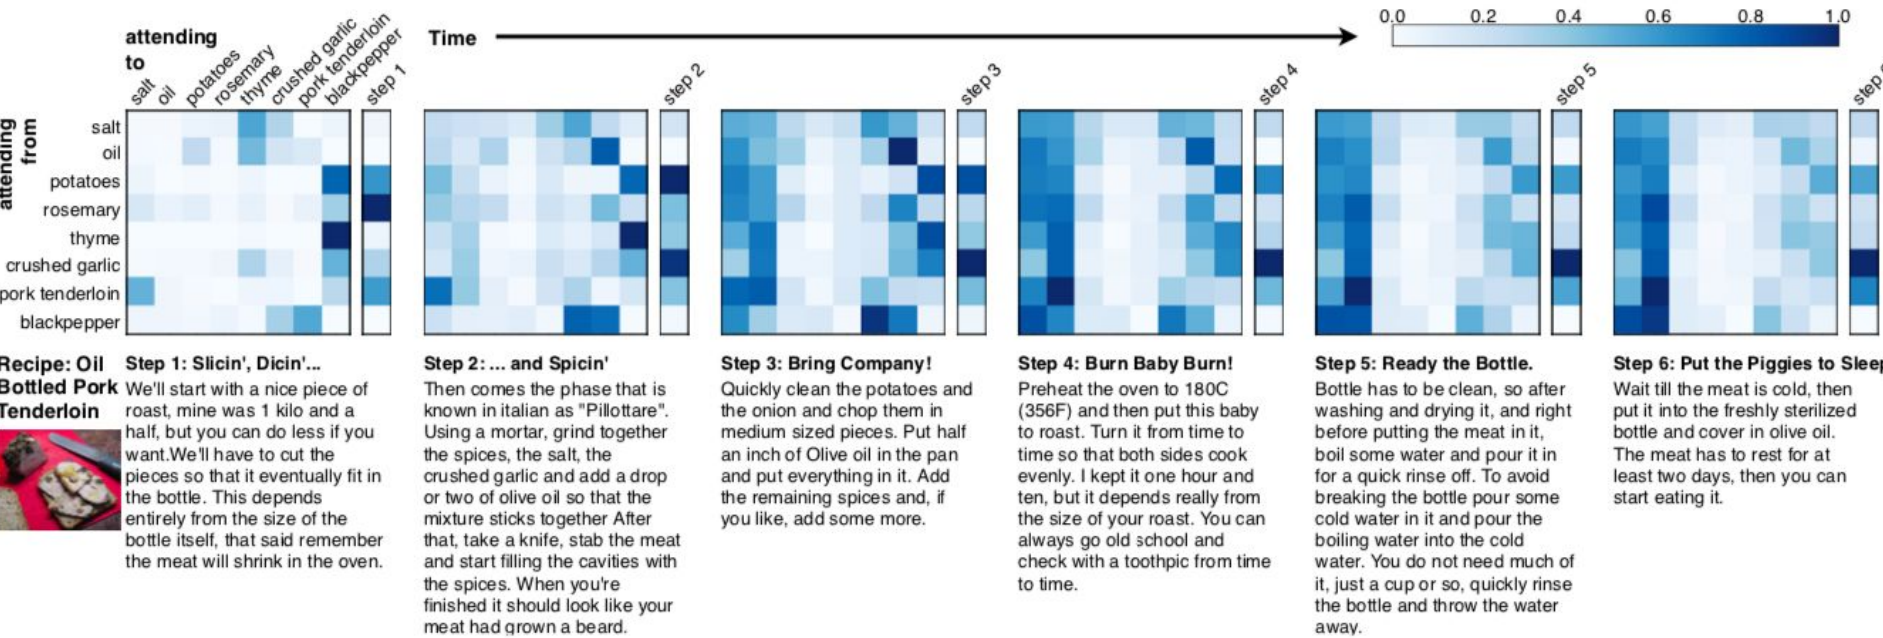 attending
to
Time
0.0 0.2 0.4 0.6 0.8 1.0
salt
oil
potatoes
rosemary
thyme
crushed garlic
pork tenderloin
blackpepper
step 1
step 2
step 3
step 4
step 5
step
attending
from
salt
oil
potatoes
rosemary
thyme
crushed garlic
pork tenderloin
blackpepper
Recipe: Oil
Bottled Pork
Tenderloin
Step 1: Slicin', Dicin'...
We'll start with a nice piece of
roast, mine was 1 kilo and a
half, but you can do less if you
want.We'll have to cut the
pieces so that it eventually fit in
the bottle. This depends
entirely from the size of the
bottle itself, that said remember
the meat will shrink in the oven.
Step 2: ... and Spicin'
Then comes the phase that is
known in italian as "Pillottare".
Using a mortar, grind together
the spices, the salt, the
crushed garlic and add a drop
or two of olive oil so that the
mixture sticks together After
that, take a knife, stab the meat
and start filling the cavities with
the spices. When you're
finished it should look like your
meat had grown a beard.
Step 3: Bring Company!
Quickly clean the potatoes and
the onion and chop them in
medium sized pieces. Put half
an inch of Olive oil in the pan
and put everything in it. Add
the remaining spices and, if
you like, add some more.
Step 4: Burn Baby Burn!
Preheat the oven to 180C
(356F) and then put this baby
to roast. Turn it from time to
time so that both sides cook
evenly. I kept it one hour and
ten, but it depends really from
the size of your roast. You can
always go old school and
check with a toothpic from time
to time.
Step 5: Ready the Bottle.
Bottle has to be clean, so after
washing and drying it, and right
before putting the meat in it,
boil some water and pour it in
for a quick rinse off. To avoid
breaking the bottle pour some
cold water in it and pour the
boiling water into the cold
water. You do not need much of
it, just a cup or so, quickly rinse
the bottle and throw the water
away.
Step 6: Put the Piggies to Sleep
Wait till the meat is cold, then
put it into the freshly sterilized
bottle and cover in olive oil.
The meat has to rest for at
least two days, then you can
start eating it.